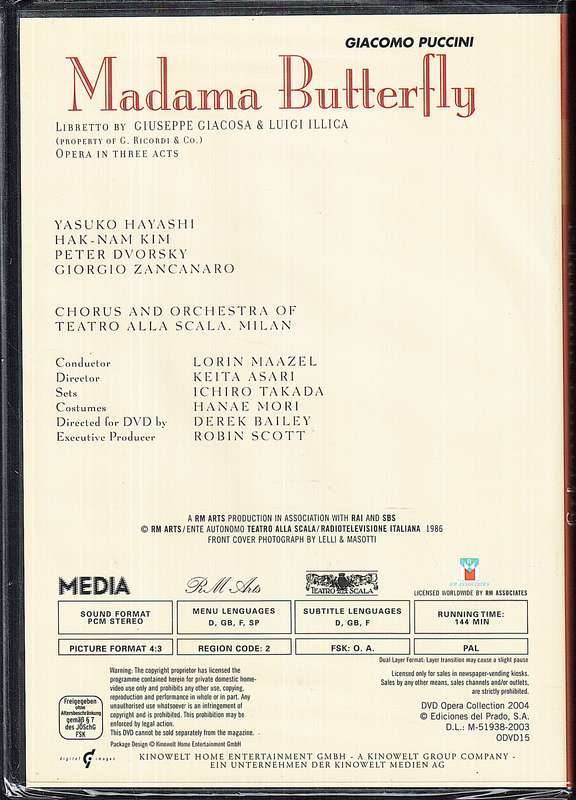 GIACOMO PUCCINI
Madama Butterfly
LIBRETTO BY GIUSEPPE GIACOSA & LUIGI ILLICA
(PROPERTY OF G. RICORDI & CO.)
OPERA IN THREE ACTS
YASUKO HAYASHI
HAK-NAM KIM
PETER DVORSKY
GIORGIO ZANCANARO
CHORUS AND ORCHESTRA OF
TEATRO ALLA SCALA. MILAN
Conductor LORIN MAAZEL
Director KEITA ASARI
Sets ICHIRO TAKADA
Costumes HANAE MORI
Directed for DVD by DEREK BAILEY
Executive Producer ROBIN SCOTT
A RM ARTS PRODUCTION IN ASSOCIATION WITH RAI AND SBS
© RM ARTS/ENTE AUTONOMO TEATRO ALLA SCALA/RADIOTELEVISIONE ITALIANA 1986
FRONT COVER PHOTOGRAPH BY LELLI & MASOTTI
MEDIA
RM Arts
TEATRO ALLA SCALA
RM ASSOCIATES
LICENSED WORLDWIDE BY RM ASSOCIATES
SOUND FORMAT
PCM STEREO
MENU LANGUAGES
D, GB, F, SP
SUBTITLE LANGUAGES
D, GB, F
RUNNING TIME:
144 MIN
PICTURE FORMAT 4:3
REGION CODE: 2
FSK: O. A.
PAL
Dual Layer Format: Layer transition may cause a slight pause
Warning: The copyright proprietor has licensed the
programme contained herein for private domestic home-
video use only and prohibits any other use, copying,
reproduction and performance in whole or in part. Any
unauthorised use whatsoever is an infringement of
copyright and is prohibited. This prohibition may be
enforced by legal action.
This DVD cannot be sold separately from the magazine.
Package Design © Kinowelt Home Entertainment GmbH
Licensed only for sales in newspaper-vending kiosks.
Sales by any other means, sales channels and/or outlets,
are strictly prohibited.
DVD Opera Collection 2004
© Ediciones del Prado, S.A.
D.L.: M-51938-2003
ODVD15
Freigegeben
ohne
Altersbeschränkung
gemäß § 7
des JÖSchG
FSK
digital images
KINOWELT HOME ENTERTAINMENT GMBH - A KINOWELT GROUP COMPANY -
EIN UNTERNEHMEN DER KINOWELT MEDIEN AG